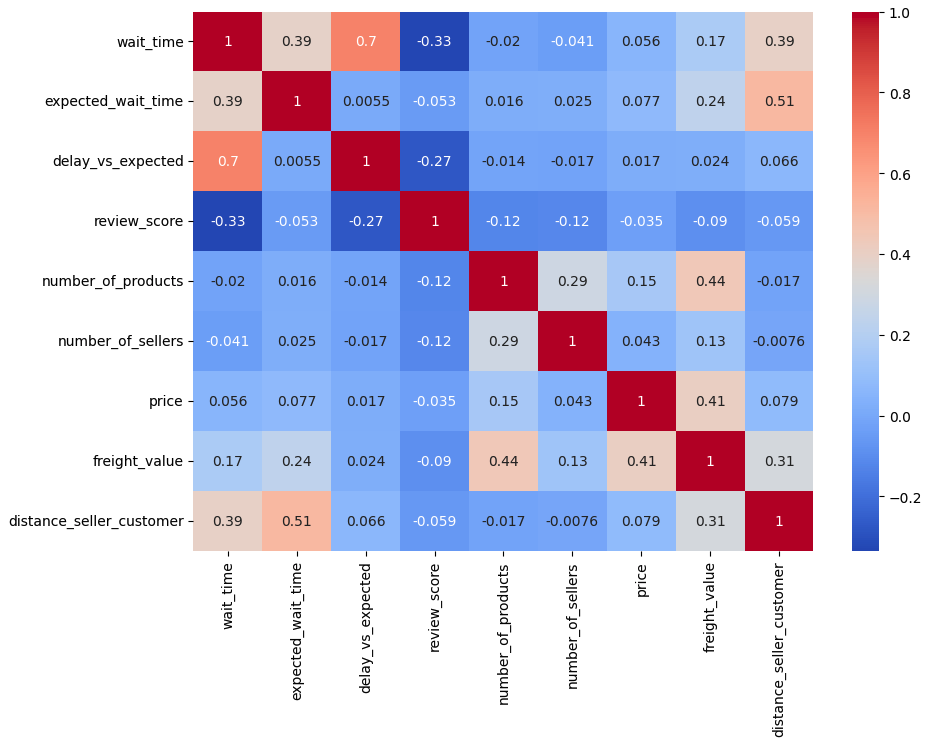 wait_time 1 0.39 0.7 -0.33 -0.02 -0.041 0.056 0.17 0.39
expected_wait_time 0.39 1 0.0055 -0.053 0.016 0.025 0.077 0.24 0.51
delay_vs_expected 0.7 0.0055 1 -0.27 -0.014 -0.017 0.017 0.024 0.066
review_score -0.33 -0.053 -0.27 1 -0.12 -0.12 -0.035 -0.09 -0.059
number_of_products -0.02 0.016 -0.014 -0.12 1 0.29 0.15 0.44 -0.017
number_of_sellers -0.041 0.025 -0.017 -0.12 0.29 1 0.043 0.13 -0.0076
price 0.056 0.077 0.017 -0.035 0.15 0.043 1 0.41 0.079
freight_value 0.17 0.24 0.024 -0.09 0.44 0.13 0.41 1 0.31
distance_seller_customer 0.39 0.51 0.066 -0.059 -0.017 -0.0076 0.079 0.31 1
wait_time
expected_wait_time
delay_vs_expected
review_score
number_of_products
number_of_sellers
price
freight_value
distance_seller_customer
1.0
0.8
0.6
0.4
0.2
0.0
−0.2